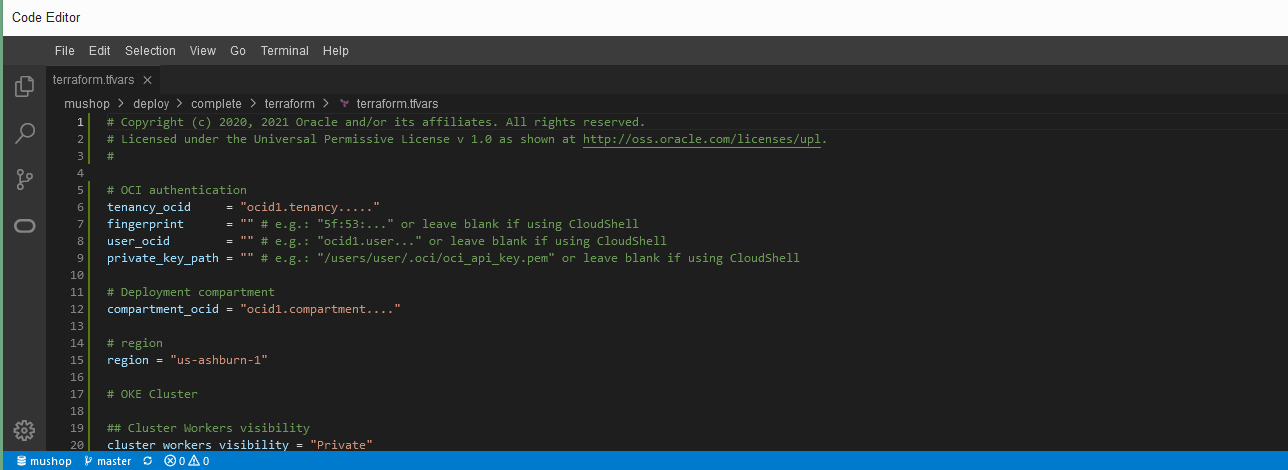 Code Editor
File Edit Selection View Go Terminal Help
terraform.tfvars ×
mushop > deploy > complete > terraform > terraform.tfvars
1 # Copyright (c) 2020, 2021 Oracle and/or its affiliates. All rights reserved.
2 # Licensed under the Universal Permissive License v 1.0 as shown at http://oss.oracle.com/licenses/upl.
3 #
4
5 # OCI authentication
6 tenancy_ocid     = "ocid1.tenancy....."
7 fingerprint      = "" # e.g.: "5f:53:..." or leave blank if using CloudShell
8 user_ocid        = "" # e.g.: "ocid1.user..." or leave blank if using CloudShell
9 private_key_path = "" # e.g.: "/users/user/.oci/oci_api_key.pem" or leave blank if using CloudShell
10
11 # Deployment compartment
12 compartment_ocid = "ocid1.compartment...."
13
14 # region
15 region = "us-ashburn-1"
16
17 # OKE Cluster
18
19 ## Cluster Workers visibility
20 cluster_workers_visibility = "Private"
mushop master 0 0